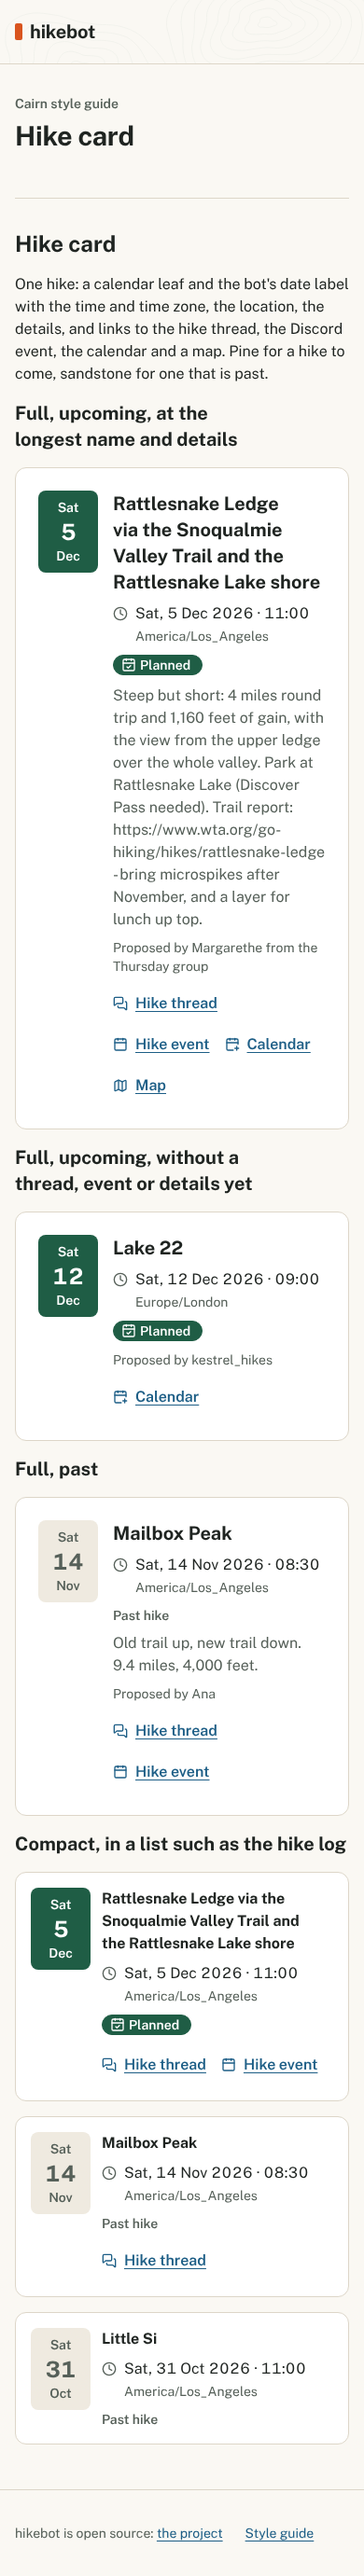 hikebot
Cairn style guide
Hike card
Hike card
One hike: a calendar leaf and the bot's date label
with the time and time zone, the location, the
details, and links to the hike thread, the Discord
event, the calendar and a map. Pine for a hike to
come, sandstone for one that is past.
Full, upcoming, at the
longest name and details
Sat
5
Dec
Rattlesnake Ledge
via the Snoqualmie
Valley Trail and the
Rattlesnake Lake shore
Sat, 5 Dec 2026 · 11:00
America/Los_Angeles
Planned
Steep but short: 4 miles round
trip and 1,160 feet of gain, with
the view from the upper ledge
over the whole valley. Park at
Rattlesnake Lake (Discover
Pass needed). Trail report:
https://www.wta.org/go-
hiking/hikes/rattlesnake-ledge
- bring microspikes after
November, and a layer for
lunch up top.
Proposed by Margarethe from the
Thursday group
Hike thread
Hike event Calendar
Map
Full, upcoming, without a
thread, event or details yet
Sat
12
Dec
Lake 22
Sat, 12 Dec 2026 · 09:00
Europe/London
Planned
Proposed by kestrel_hikes
Calendar
Full, past
Sat
14
Nov
Mailbox Peak
Sat, 14 Nov 2026 · 08:30
America/Los_Angeles
Past hike
Old trail up, new trail down.
9.4 miles, 4,000 feet.
Proposed by Ana
Hike thread
Hike event
Compact, in a list such as the hike log
Sat
5
Dec
Rattlesnake Ledge via the
Snoqualmie Valley Trail and
the Rattlesnake Lake shore
Sat, 5 Dec 2026 · 11:00
America/Los_Angeles
Planned
Hike thread Hike event
Sat
14
Nov
Mailbox Peak
Sat, 14 Nov 2026 · 08:30
America/Los_Angeles
Past hike
Hike thread
Sat
31
Oct
Little Si
Sat, 31 Oct 2026 · 11:00
America/Los_Angeles
Past hike
hikebot is open source: the project Style guide